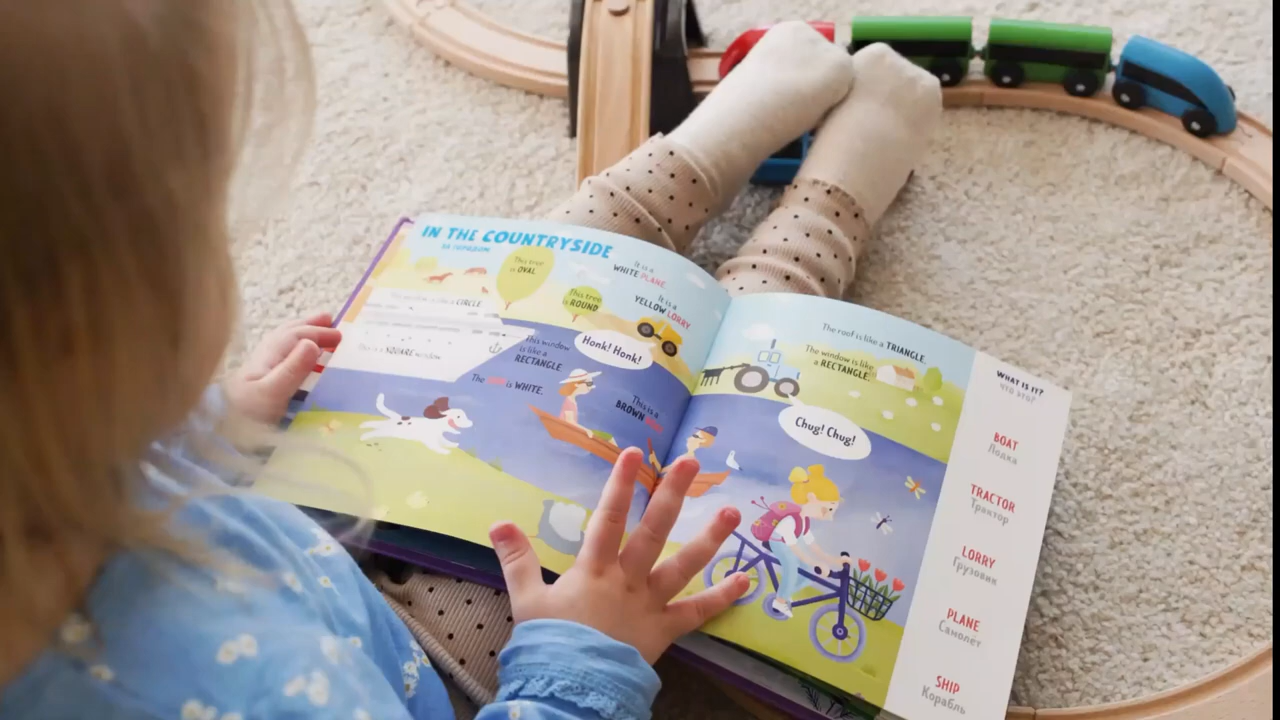 IN THE COUNTRYSIDE
За городом
This tree
is OVAL.
It is a
WHITE PLANE.
This tree
is ROUND
It is a
YELLOW LORRY
CIRCLE
This is a SQUARE window
This window
is like a
RECTANGLE.
Honk! Honk!
The
is WHITE.
This is a
BROWN
The roof is like a TRIANGLE.
The window is like
a RECTANGLE.
Chug! Chug!
WHAT IS IT?
ЧТО ЭТО?
BOAT
Лодка
TRACTOR
Трактор
LORRY
Грузовик
PLANE
Самолёт
SHIP
Корабль